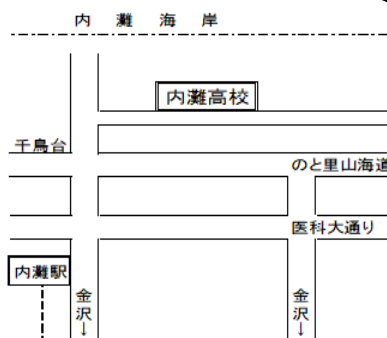 内灘海岸
内灘高校
千鳥台
のと里山海道
医科大通り
内灘駅
金沢↓
金沢↓